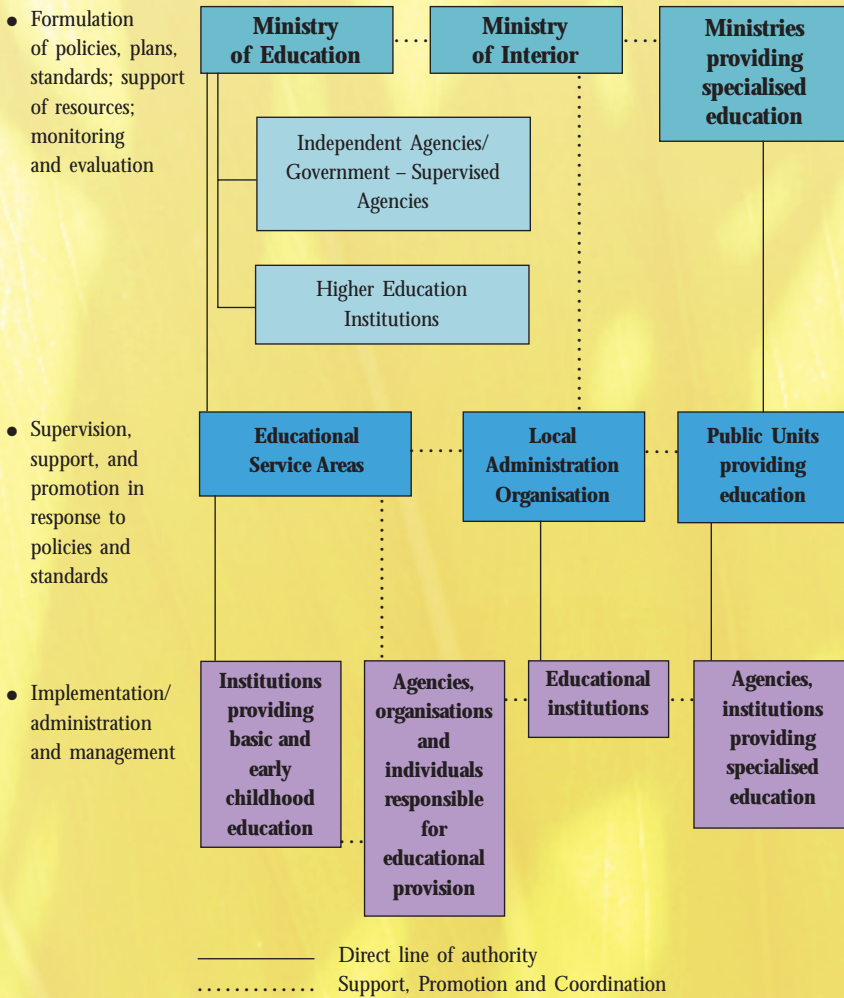 ● Formulation
of policies, plans,
standards; support
of resources;
monitoring
and evaluation
Ministry
of Education
Ministry
of Interior
Ministries
providing
specialised
education
Independent Agencies/
Government – Supervised
Agencies
Higher Education
Institutions
● Supervision,
support, and
promotion in
response to
policies and
standards
Educational
Service Areas
Local
Administration
Organisation
Public Units
providing
education
● Implementation/
administration
and management
Institutions
providing
basic and
early
childhood
education
Agencies,
organisations
and
individuals
responsible
for
educational
provision
Educational
institutions
Agencies,
institutions
providing
specialised
education
Direct line of authority
Support, Promotion and Coordination